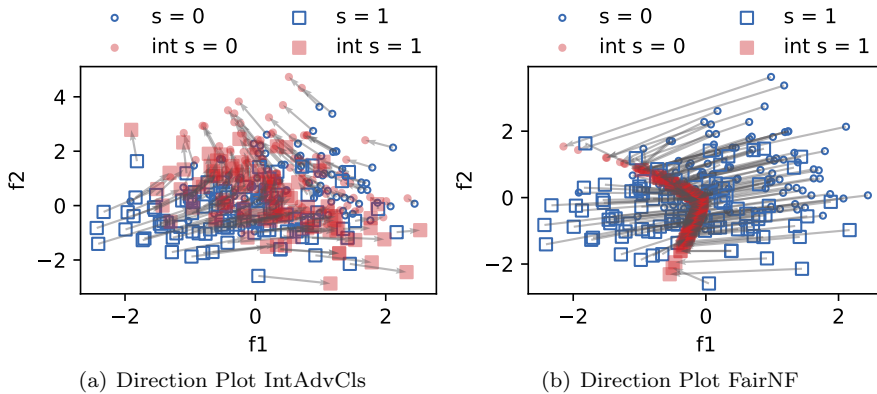 s = 0 s = 1 s = 0 s = 1
int s = 0 int s = 1 int s = 0 int s = 1
4
2
0
−2
f2
−2 0 2
f1
2
0
−2
f2
−2 0 2
f1
(a) Direction Plot IntAdvCls
(b) Direction Plot FairNF